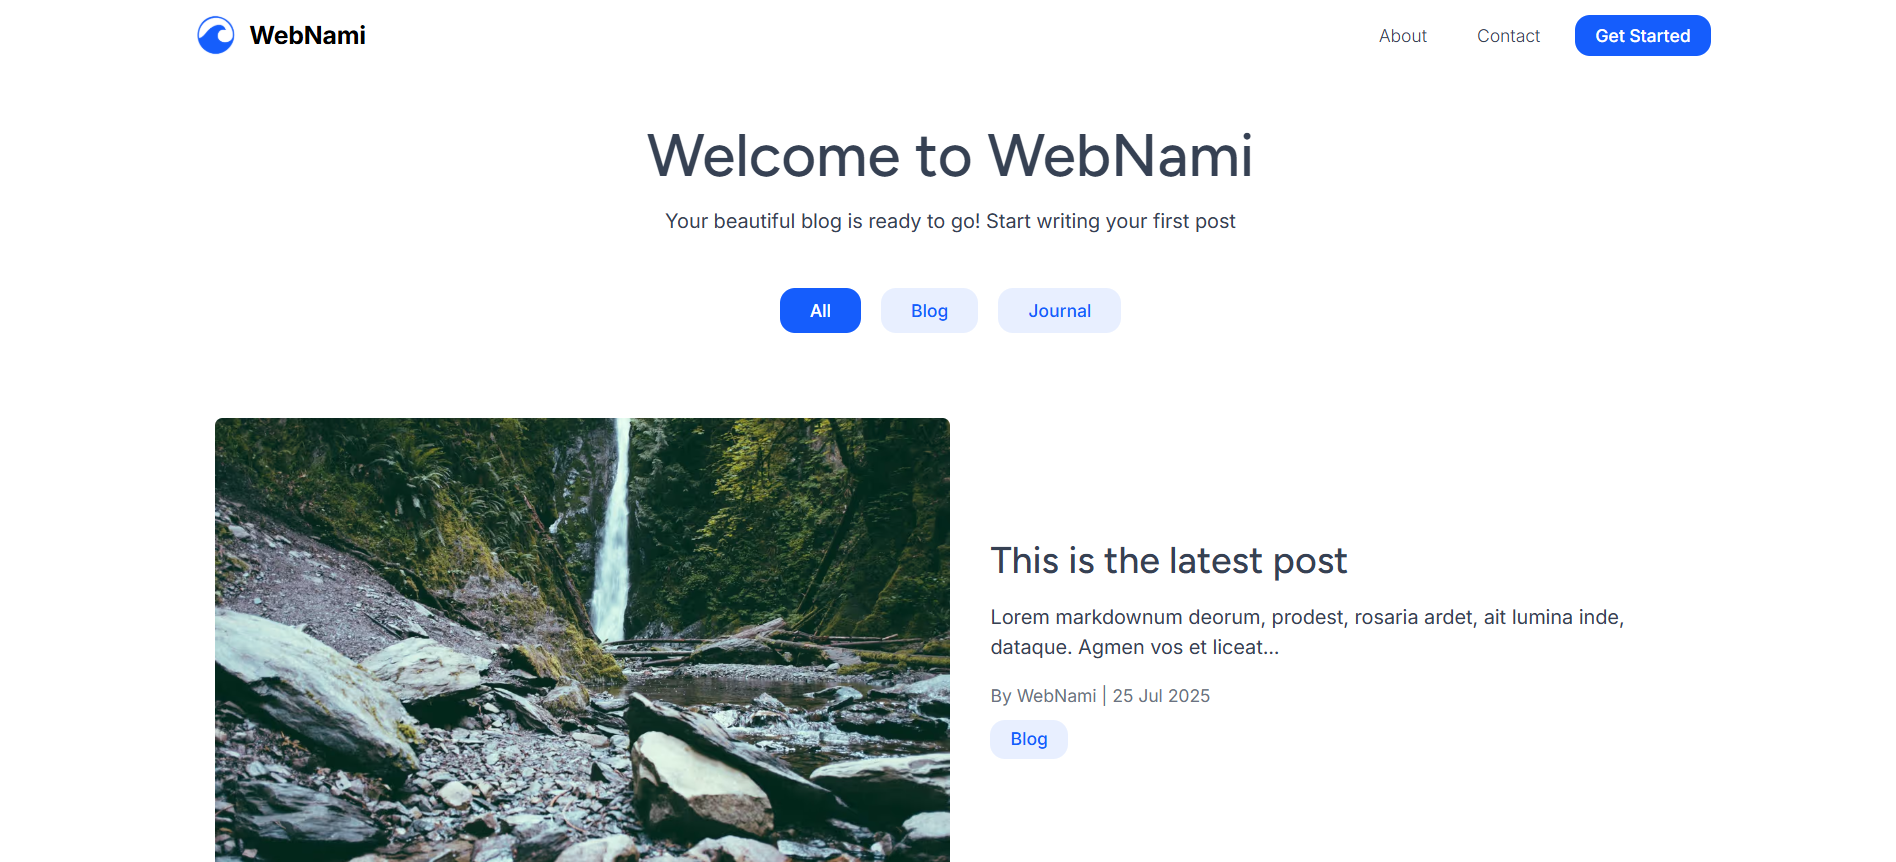 WebNami
About
Contact
Get Started
Welcome to WebNami
Your beautiful blog is ready to go! Start writing your first post
All
Blog
Journal
This is the latest post
Lorem markdownum deorum, prodest, rosaria ardet, ait lumina inde,
dataque. Agmen vos et liceat...
By WebNami | 25 Jul 2025
Blog